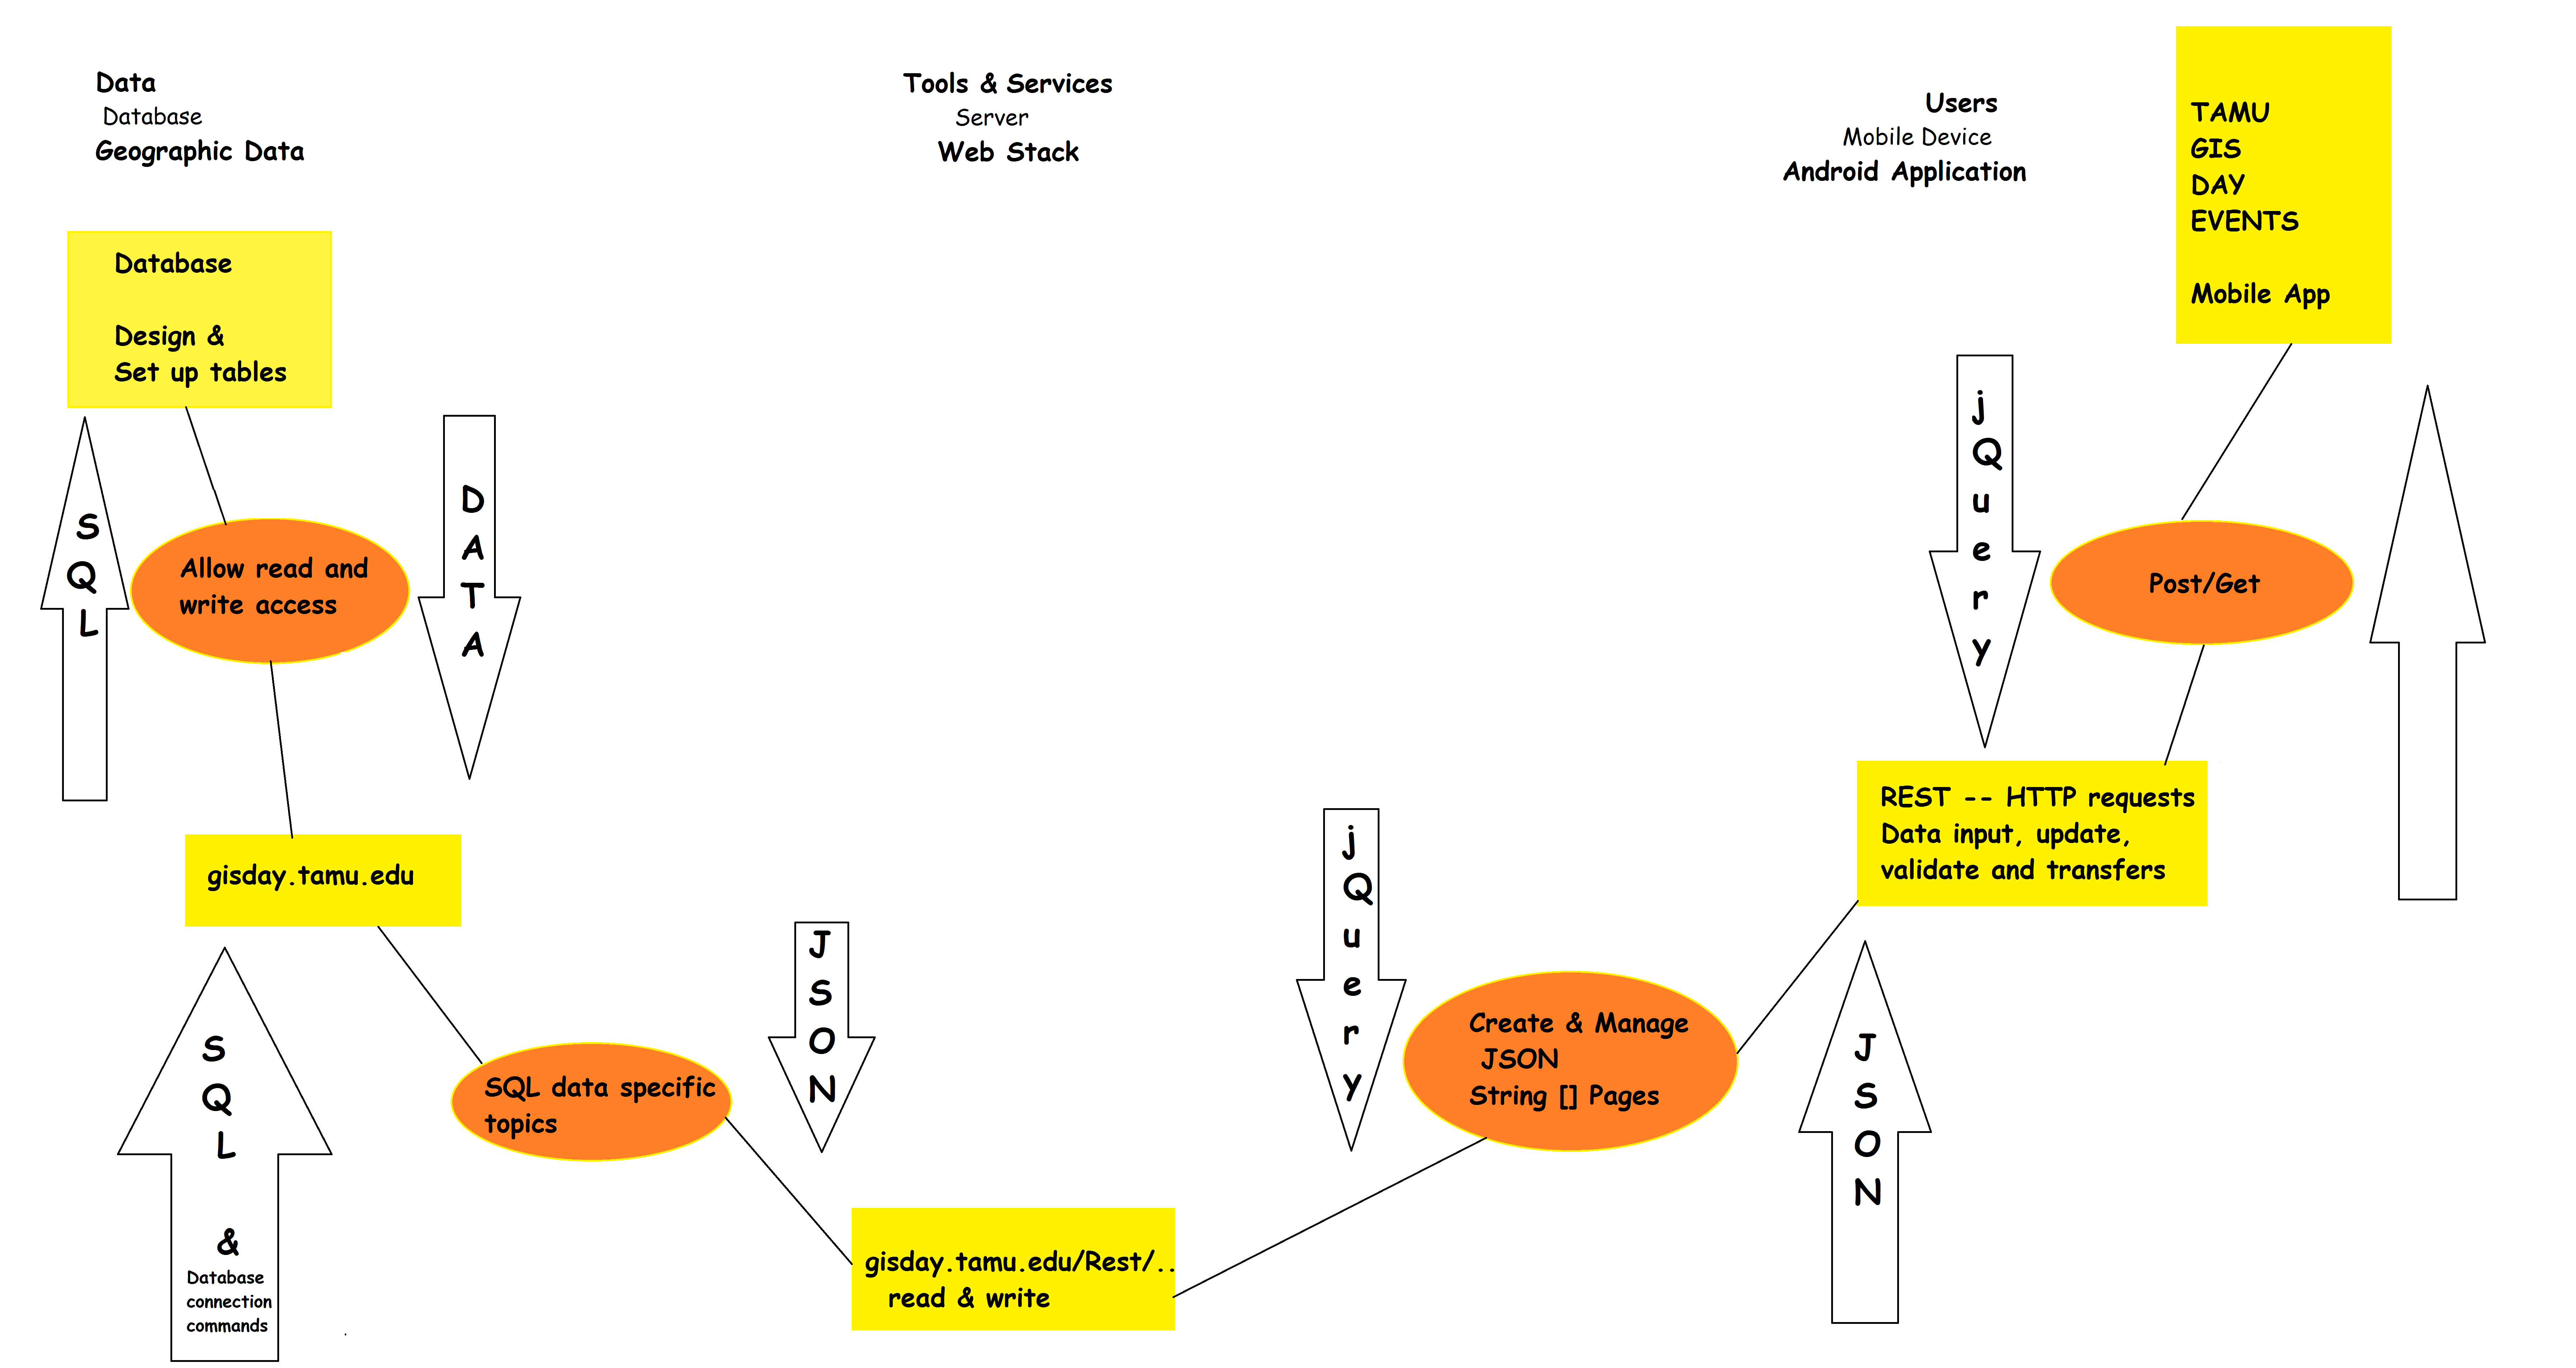 Data
Database
Geographic Data
Tools & Services
Server
Web Stack
Users
Mobile Device
Android Application
TAMU
GIS
DAY
EVENTS
Mobile App
Database
Design &
Set up tables
S
Q
L
Allow read and
write access
D
A
T
A
j
Q
u
e
r
y
Post/Get
gisday.tamu.edu
REST -- HTTP requests
Data input, update,
validate and transfers
S
Q
L
&
Database
connection
commands
SQL data specific
topics
J
S
O
N
j
Q
u
e
r
y
Create & Manage
JSON
String [] Pages
J
S
O
N
gisday.tamu.edu/Rest/..
read & write